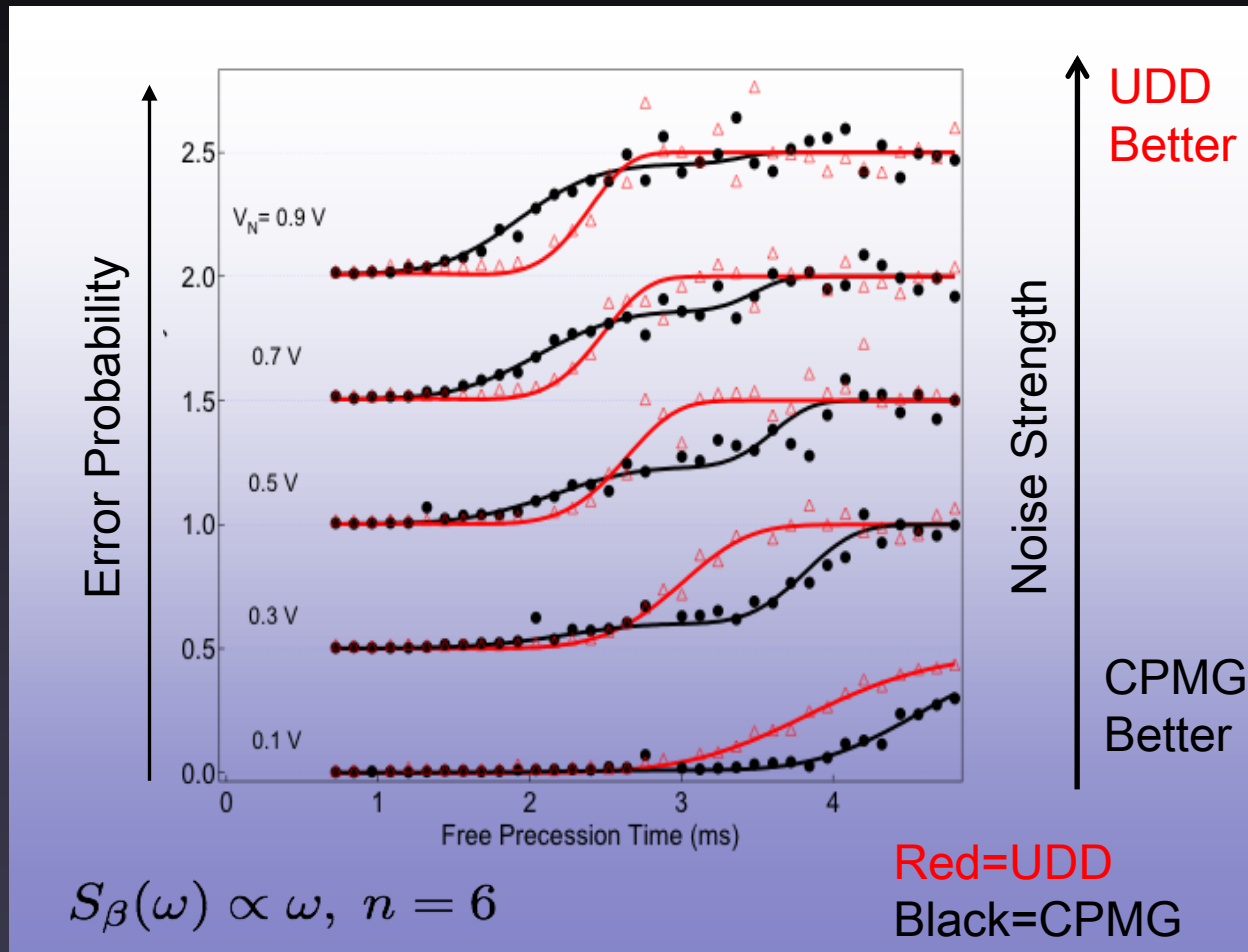 Error Probability
2.5
2.0
1.5
1.0
0.5
0.0
V_N= 0.9 V
0.7 V
0.5 V
0.3 V
0.1 V
0 1 2 3 4
Free Precession Time (ms)
Noise Strength
UDD
Better
CPMG
Better
Red=UDD
Black=CPMG
S_β(ω) ∝ ω, n = 6